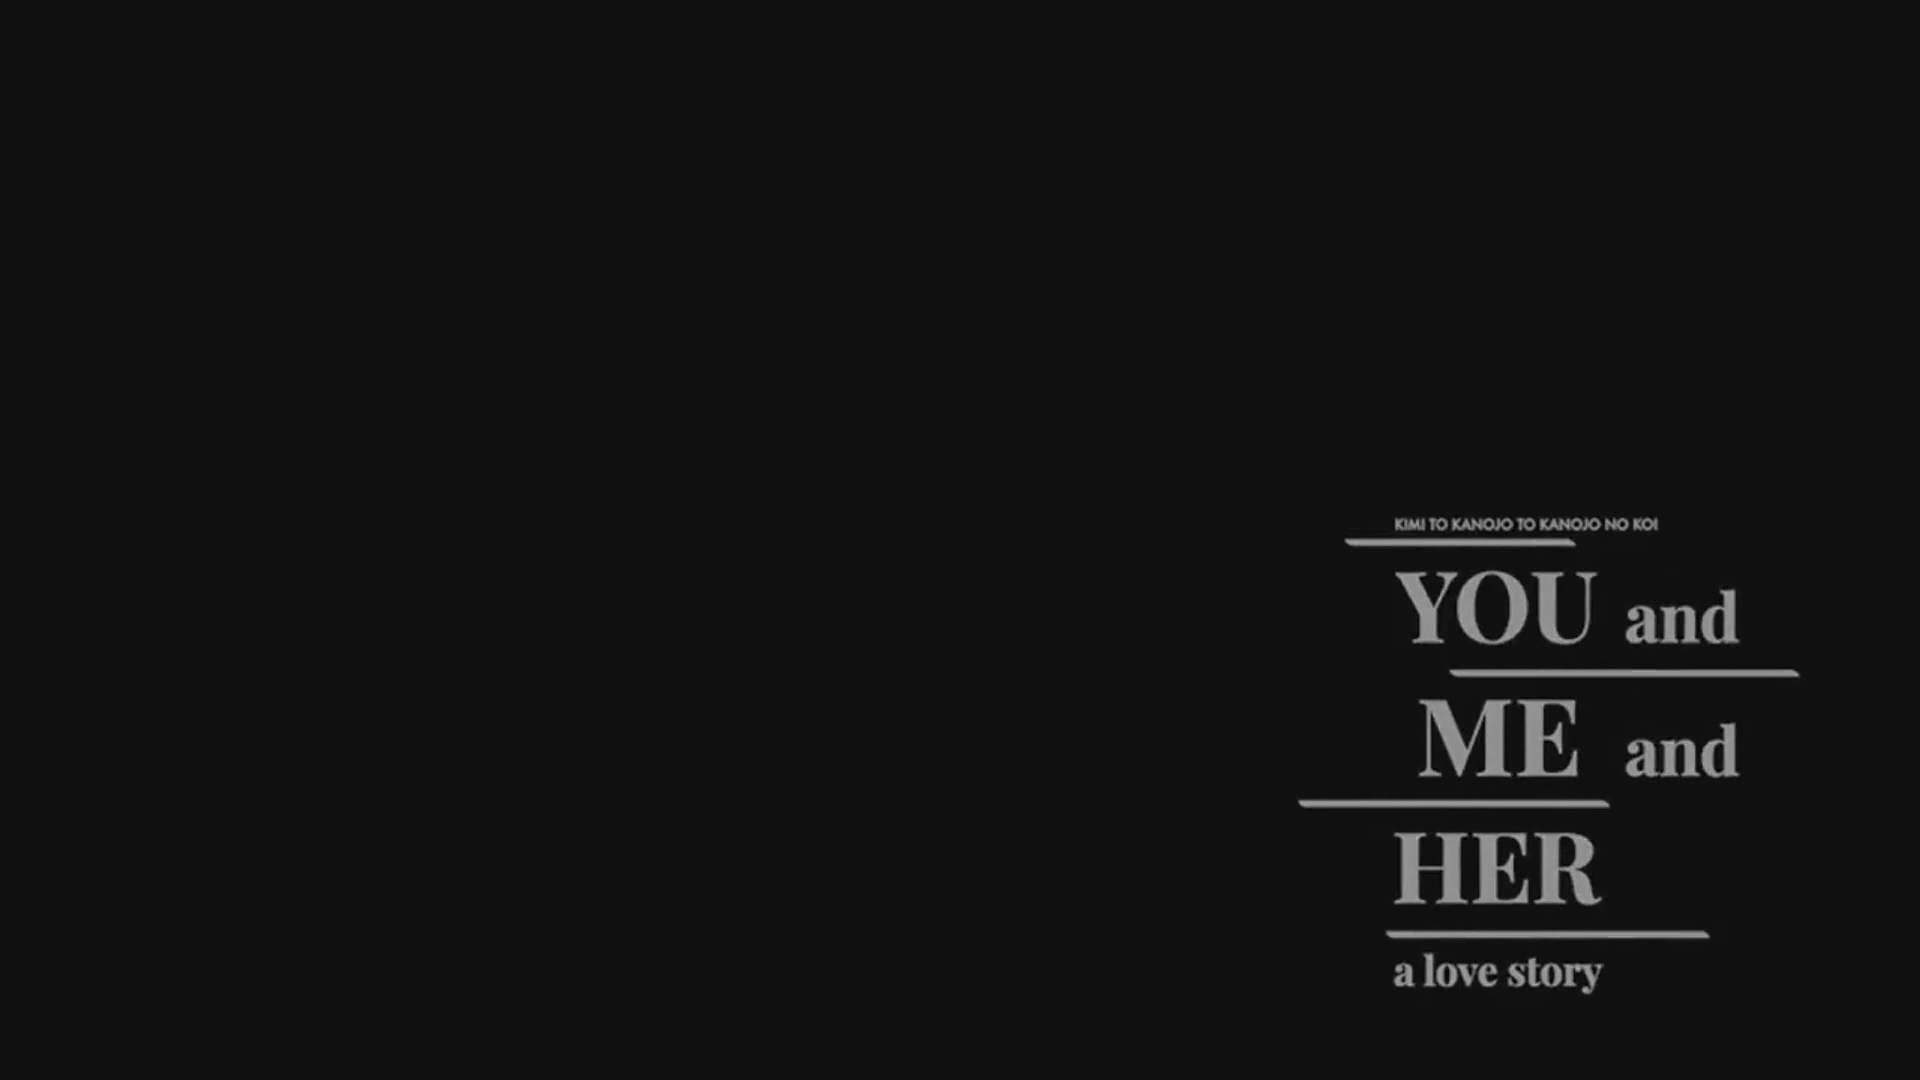 KIMI TO KANOJO TO KANOJO NO KOI
YOU and
ME and
HER
a love story